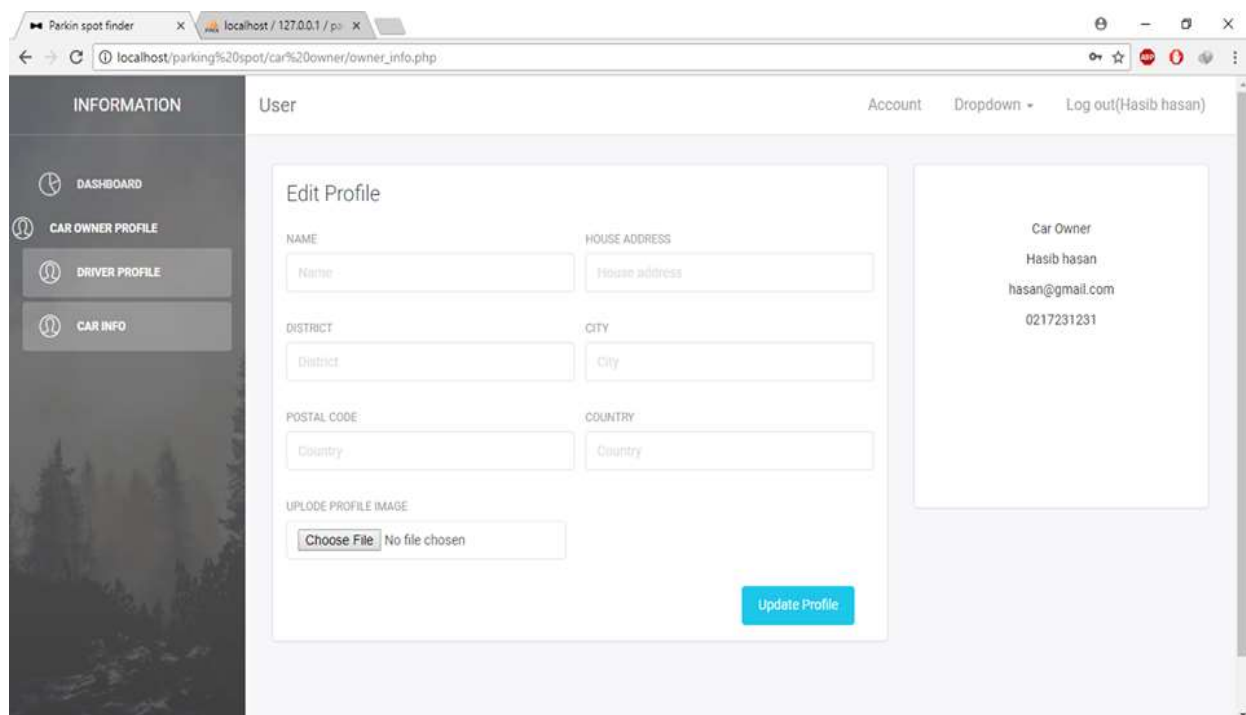 Parkin spot finder
localhost / 127.0.0.1 / pa
localhost/parking%20spot/car%20owner/owner_info.php
ABP
INFORMATION
User
Account
Dropdown
Log out(Hasib hasan)
DASHBOARD
CAR OWNER PROFILE
DRIVER PROFILE
CAR INFO
Edit Profile
NAME
HOUSE ADDRESS
Name
House address
DISTRICT
CITY
District
City
POSTAL CODE
COUNTRY
Country
Country
UPLODE PROFILE IMAGE
Choose File No file chosen
Update Profile
Car Owner
Hasib hasan
hasan@gmail.com
0217231231